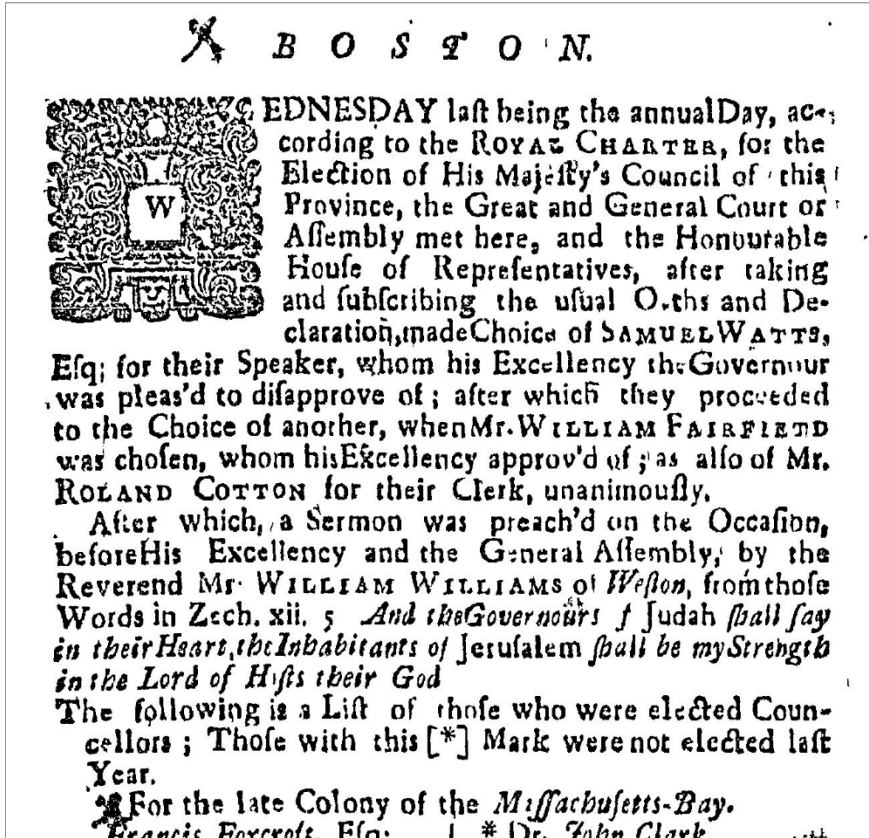 BOSTON.
WEDNESDAY laſt being the annual Day, ac-
cording to the ROYAL CHARTER, for the
Election of His Majeſty's Council of this
Province, the Great and General Court or
Aſſembly met here, and the Honourable
Houſe of Repreſentatives, after taking
and ſubſcribing the uſual Oaths and De-
claration, made Choice of SAMUEL WATTS,
Eſq; for their Speaker, whom his Excellency the Governour
was pleas'd to diſapprove of; after which they proceeded
to the Choice of another, when Mr. WILLIAM FAIRFIELD
was choſen, whom his Excellency approv'd of; as alſo of Mr.
ROLAND COTTON for their Clerk, unanimouſly.
After which, a Sermon was preach'd on the Occaſion,
before His Excellency and the General Aſſembly, by the
Reverend Mr. WILLIAM WILLIAMS of Weſton, from thoſe
Words in Zech. xii. 5 And the Governours of Judah ſhall ſay
in their Heart, the Inhabitants of Jeruſalem ſhall be my Strength
in the Lord of Hoſts their God
The following is a Liſt of thoſe who were elected Coun-
cellors; Thoſe with this [*] Mark were not elected laſt
Year.
For the late Colony of the Maſſachuſetts-Bay.
Francis Foxcroft, Eſq; * Dr. John Clark